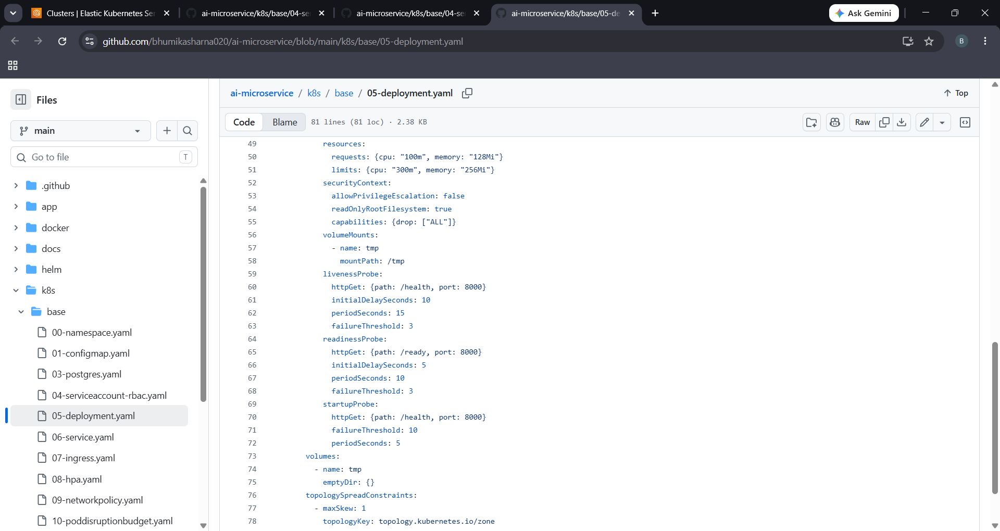 Clusters | Elastic Kubernetes Ser
ai-microservice/k8s/base/04-se
ai-microservice/k8s/base/04-se
ai-microservice/k8s/base/05-de
Ask Gemini
github.com/bhumikasharna020/ai-microservice/blob/main/k8s/base/05-deployment.yaml
B
Files
main
Go to file
T
.github
app
docker
docs
helm
k8s
base
00-namespace.yaml
01-configmap.yaml
03-postgres.yaml
04-serviceaccount-rbac.yaml
05-deployment.yaml
06-service.yaml
07-ingress.yaml
08-hpa.yaml
09-networkpolicy.yaml
10-poddisruptionbudget.yaml
ai-microservice / k8s / base / 05-deployment.yaml
Top
Code Blame 81 lines (81 loc) · 2.38 KB
Raw
49 resources:
50 requests: {cpu: "100m", memory: "128Mi"}
51 limits: {cpu: "300m", memory: "256Mi"}
52 securityContext:
53 allowPrivilegeEscalation: false
54 readOnlyRootFilesystem: true
55 capabilities: {drop: ["ALL"]}
56 volumeMounts:
57 - name: tmp
58 mountPath: /tmp
59 livenessProbe:
60 httpGet: {path: /health, port: 8000}
61 initialDelaySeconds: 10
62 periodSeconds: 15
63 failureThreshold: 3
64 readinessProbe:
65 httpGet: {path: /ready, port: 8000}
66 initialDelaySeconds: 5
67 periodSeconds: 10
68 failureThreshold: 3
69 startupProbe:
70 httpGet: {path: /health, port: 8000}
71 failureThreshold: 10
72 periodSeconds: 5
73 volumes:
74 - name: tmp
75 emptyDir: {}
76 topologySpreadConstraints:
77 - maxSkew: 1
78 topologyKey: topology.kubernetes.io/zone